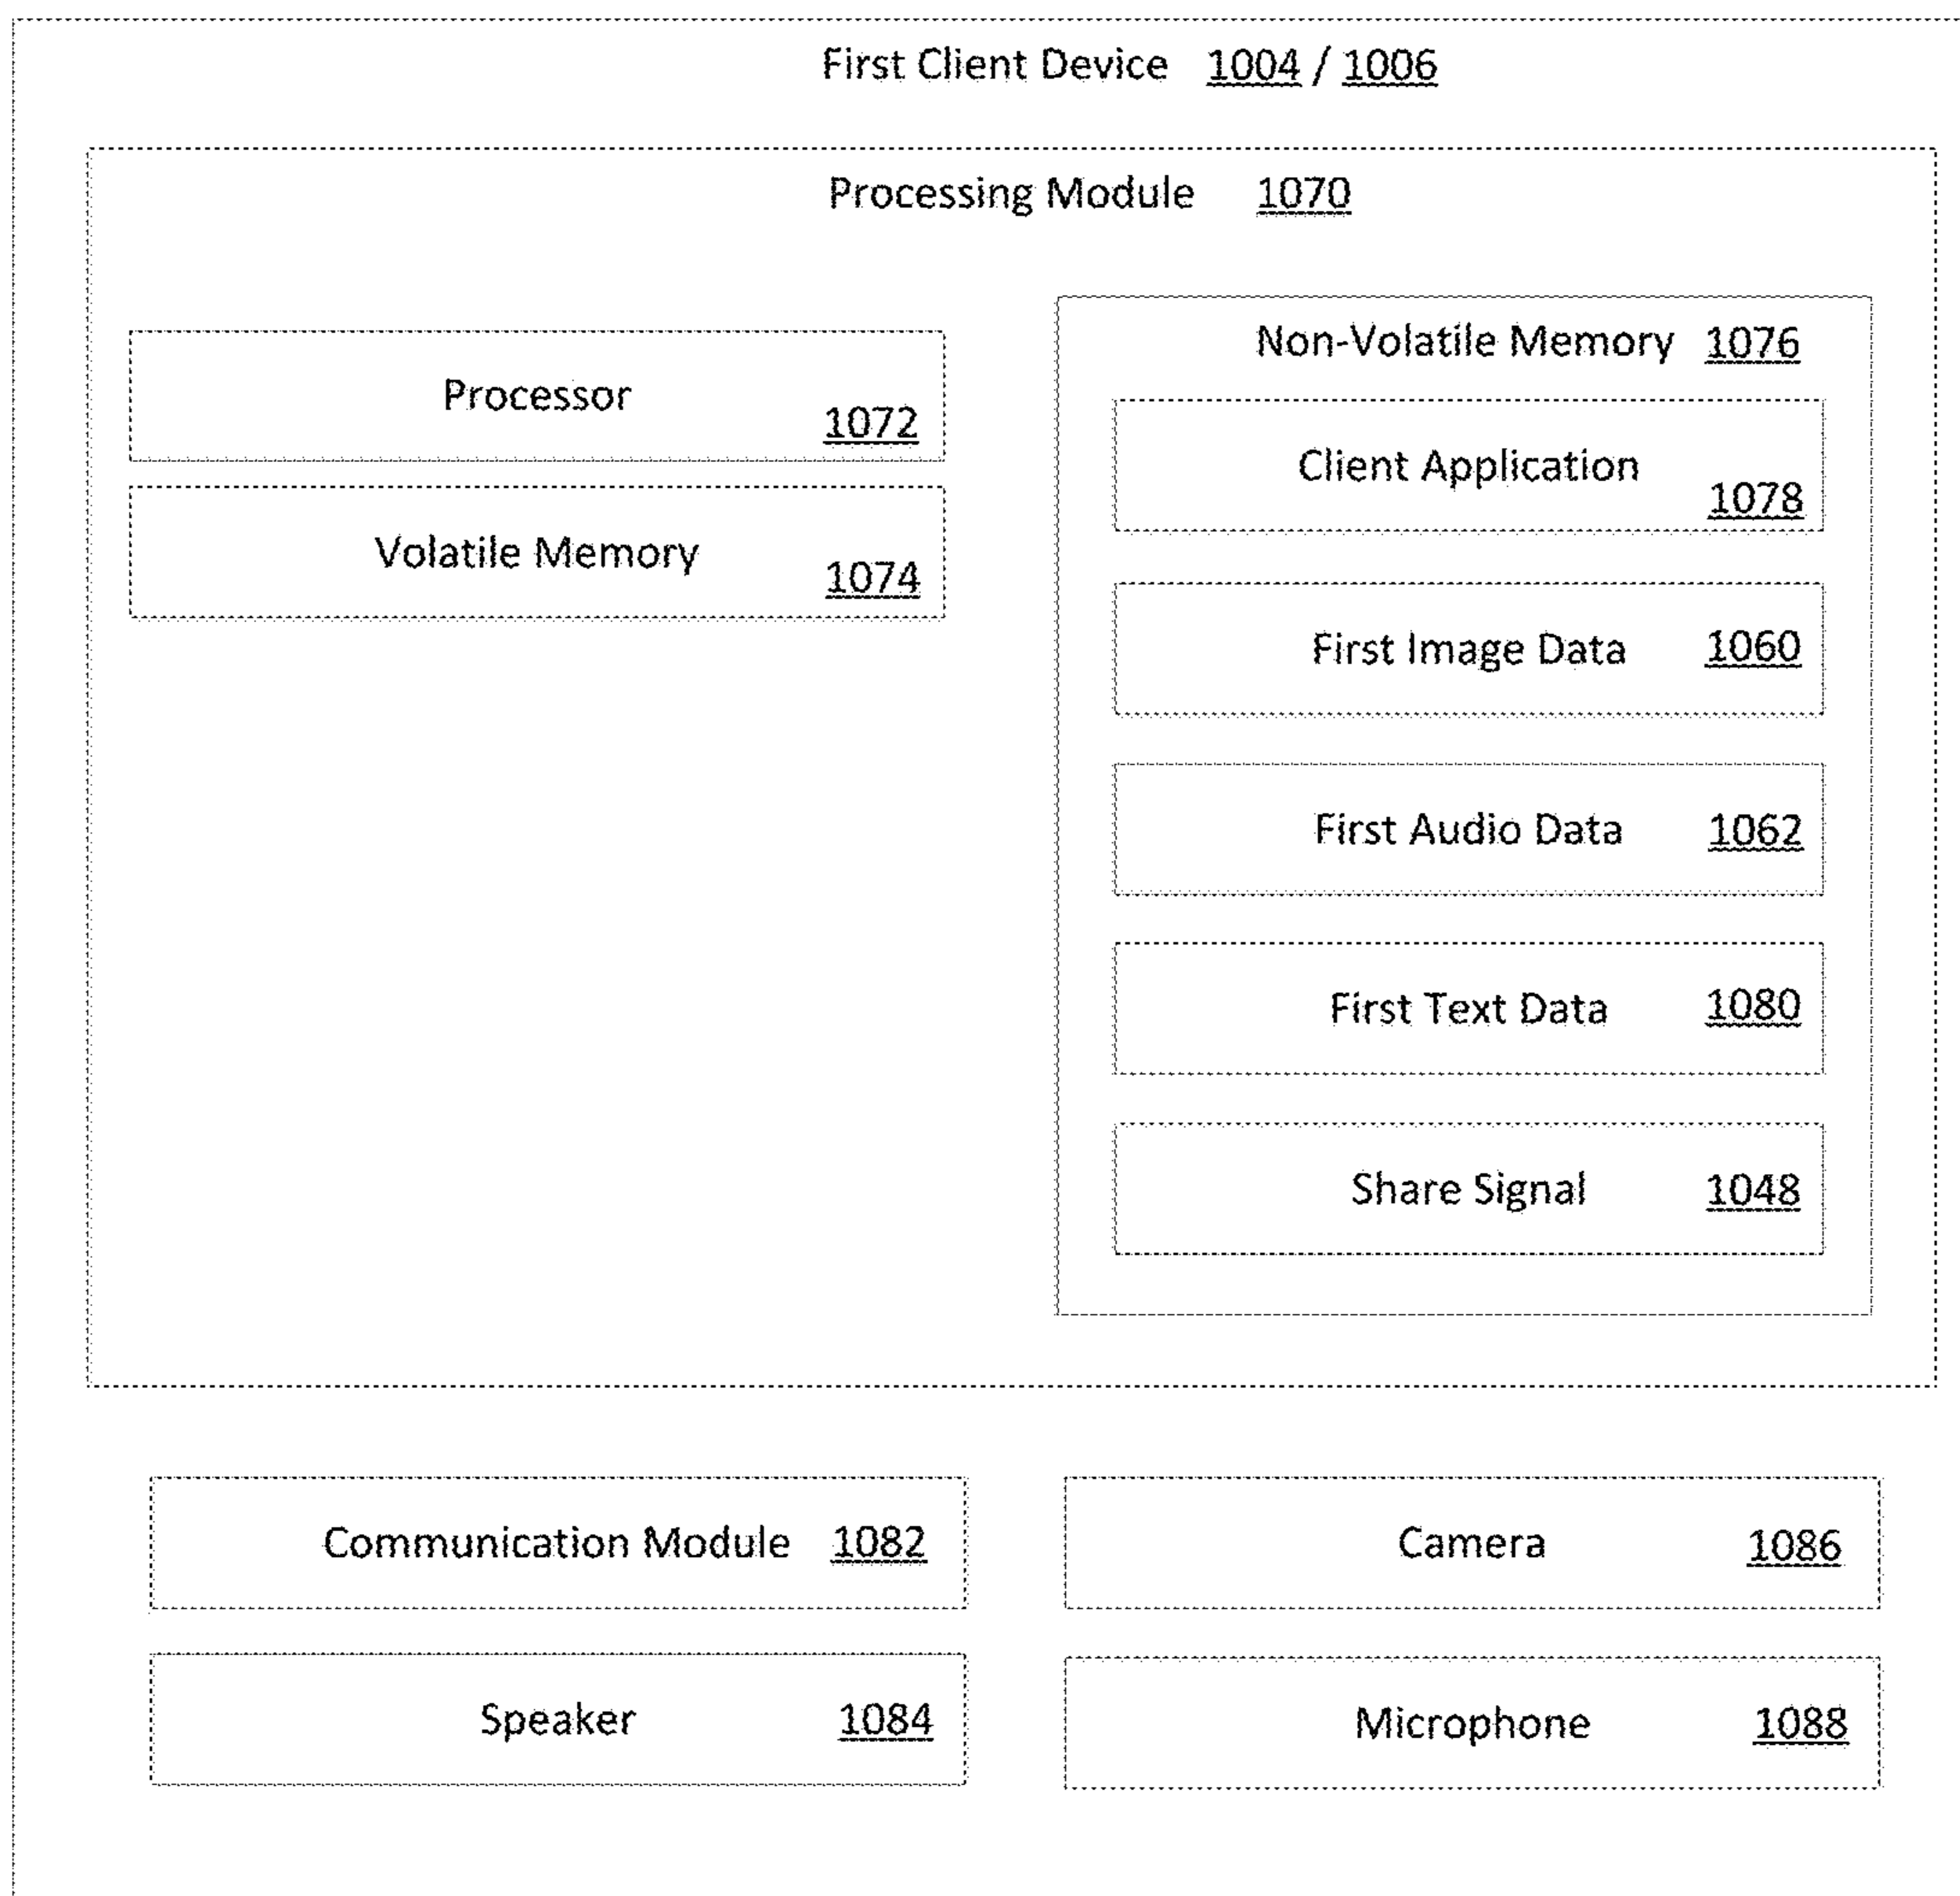 First Client Device 1004 / 1006
Processing Module 1070
Processor 1072
Volatile Memory 1074
Non-Volatile Memory 1076
Client Application 1078
First Image Data 1060
First Audio Data 1062
First Text Data 1080
Share Signal 1048
Communication Module 1082
Camera 1086
Speaker 1084
Microphone 1088